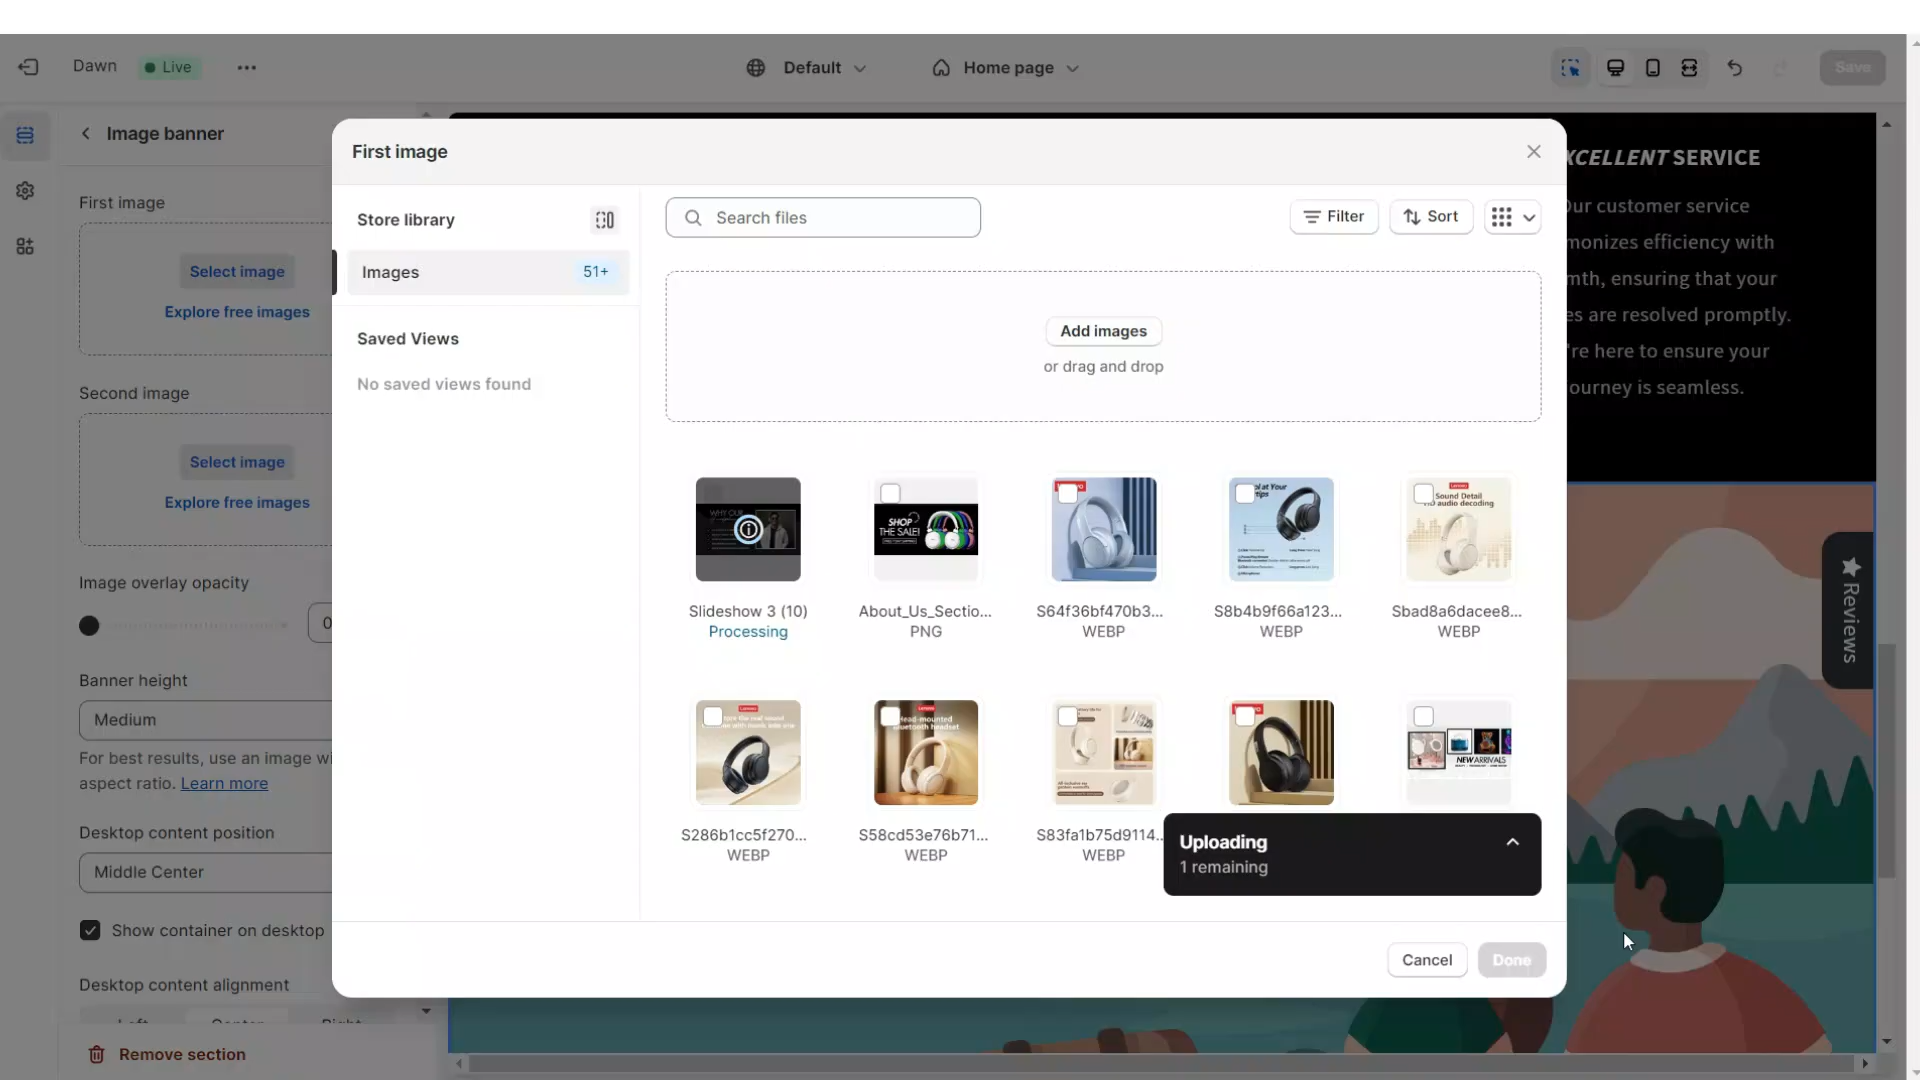 Dawn
Live
Default
Home page
Save
Image banner
First image
Select image
Explore free images
Second image
Select image
Explore free images
Image overlay opacity
0
Banner height
Medium
For best results, use an image wi
aspect ratio. Learn more
Desktop content position
Middle Center
Show container on desktop
Desktop content alignment
Left Center Right
Remove section
First image
Store library
Images
51+
Saved Views
No saved views found
Search files
Filter
Sort
Add images
or drag and drop
WHY OUR
Slideshow 3 (10)
Processing
SHOP
THE SALE!
About_Us_Sectio...
PNG
S64f36bf470b3...
WEBP
S8b4b9f66a123...
WEBP
Lenovo
Sound Detail
audio decoding
Sbad8a6dacee8...
WEBP
S286b1cc5f270...
WEBP
Head-mounted
bluetooth headset
S58cd53e76b71...
WEBP
S83fa1b75d9114...
WEBP
NEW ARRIVALS
Uploading
1 remaining
Cancel
Done
XCELLENT SERVICE
our customer service
monizes efficiency with
mth, ensuring that your
es are resolved promptly.
're here to ensure your
ourney is seamless.
Reviews